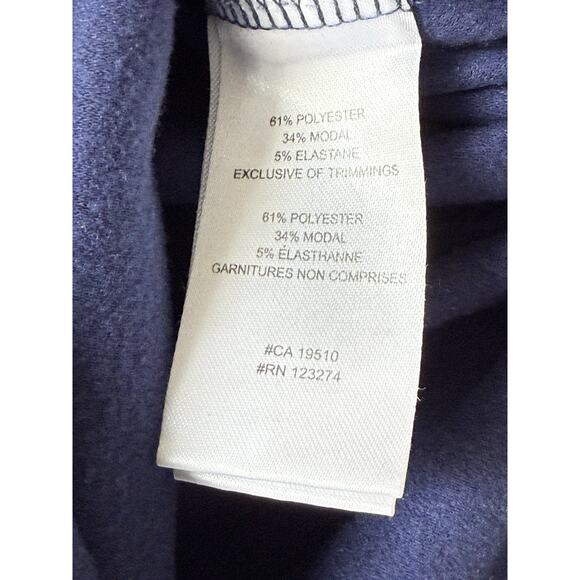 61% POLYESTER
34% MODAL
5% ELASTANE
EXCLUSIVE OF TRIMMINGS
61% POLYESTER
34% MODAL
5% ÉLASTHANNE
GARNITURES NON COMPRISES
#CA 19510
#RN 123274